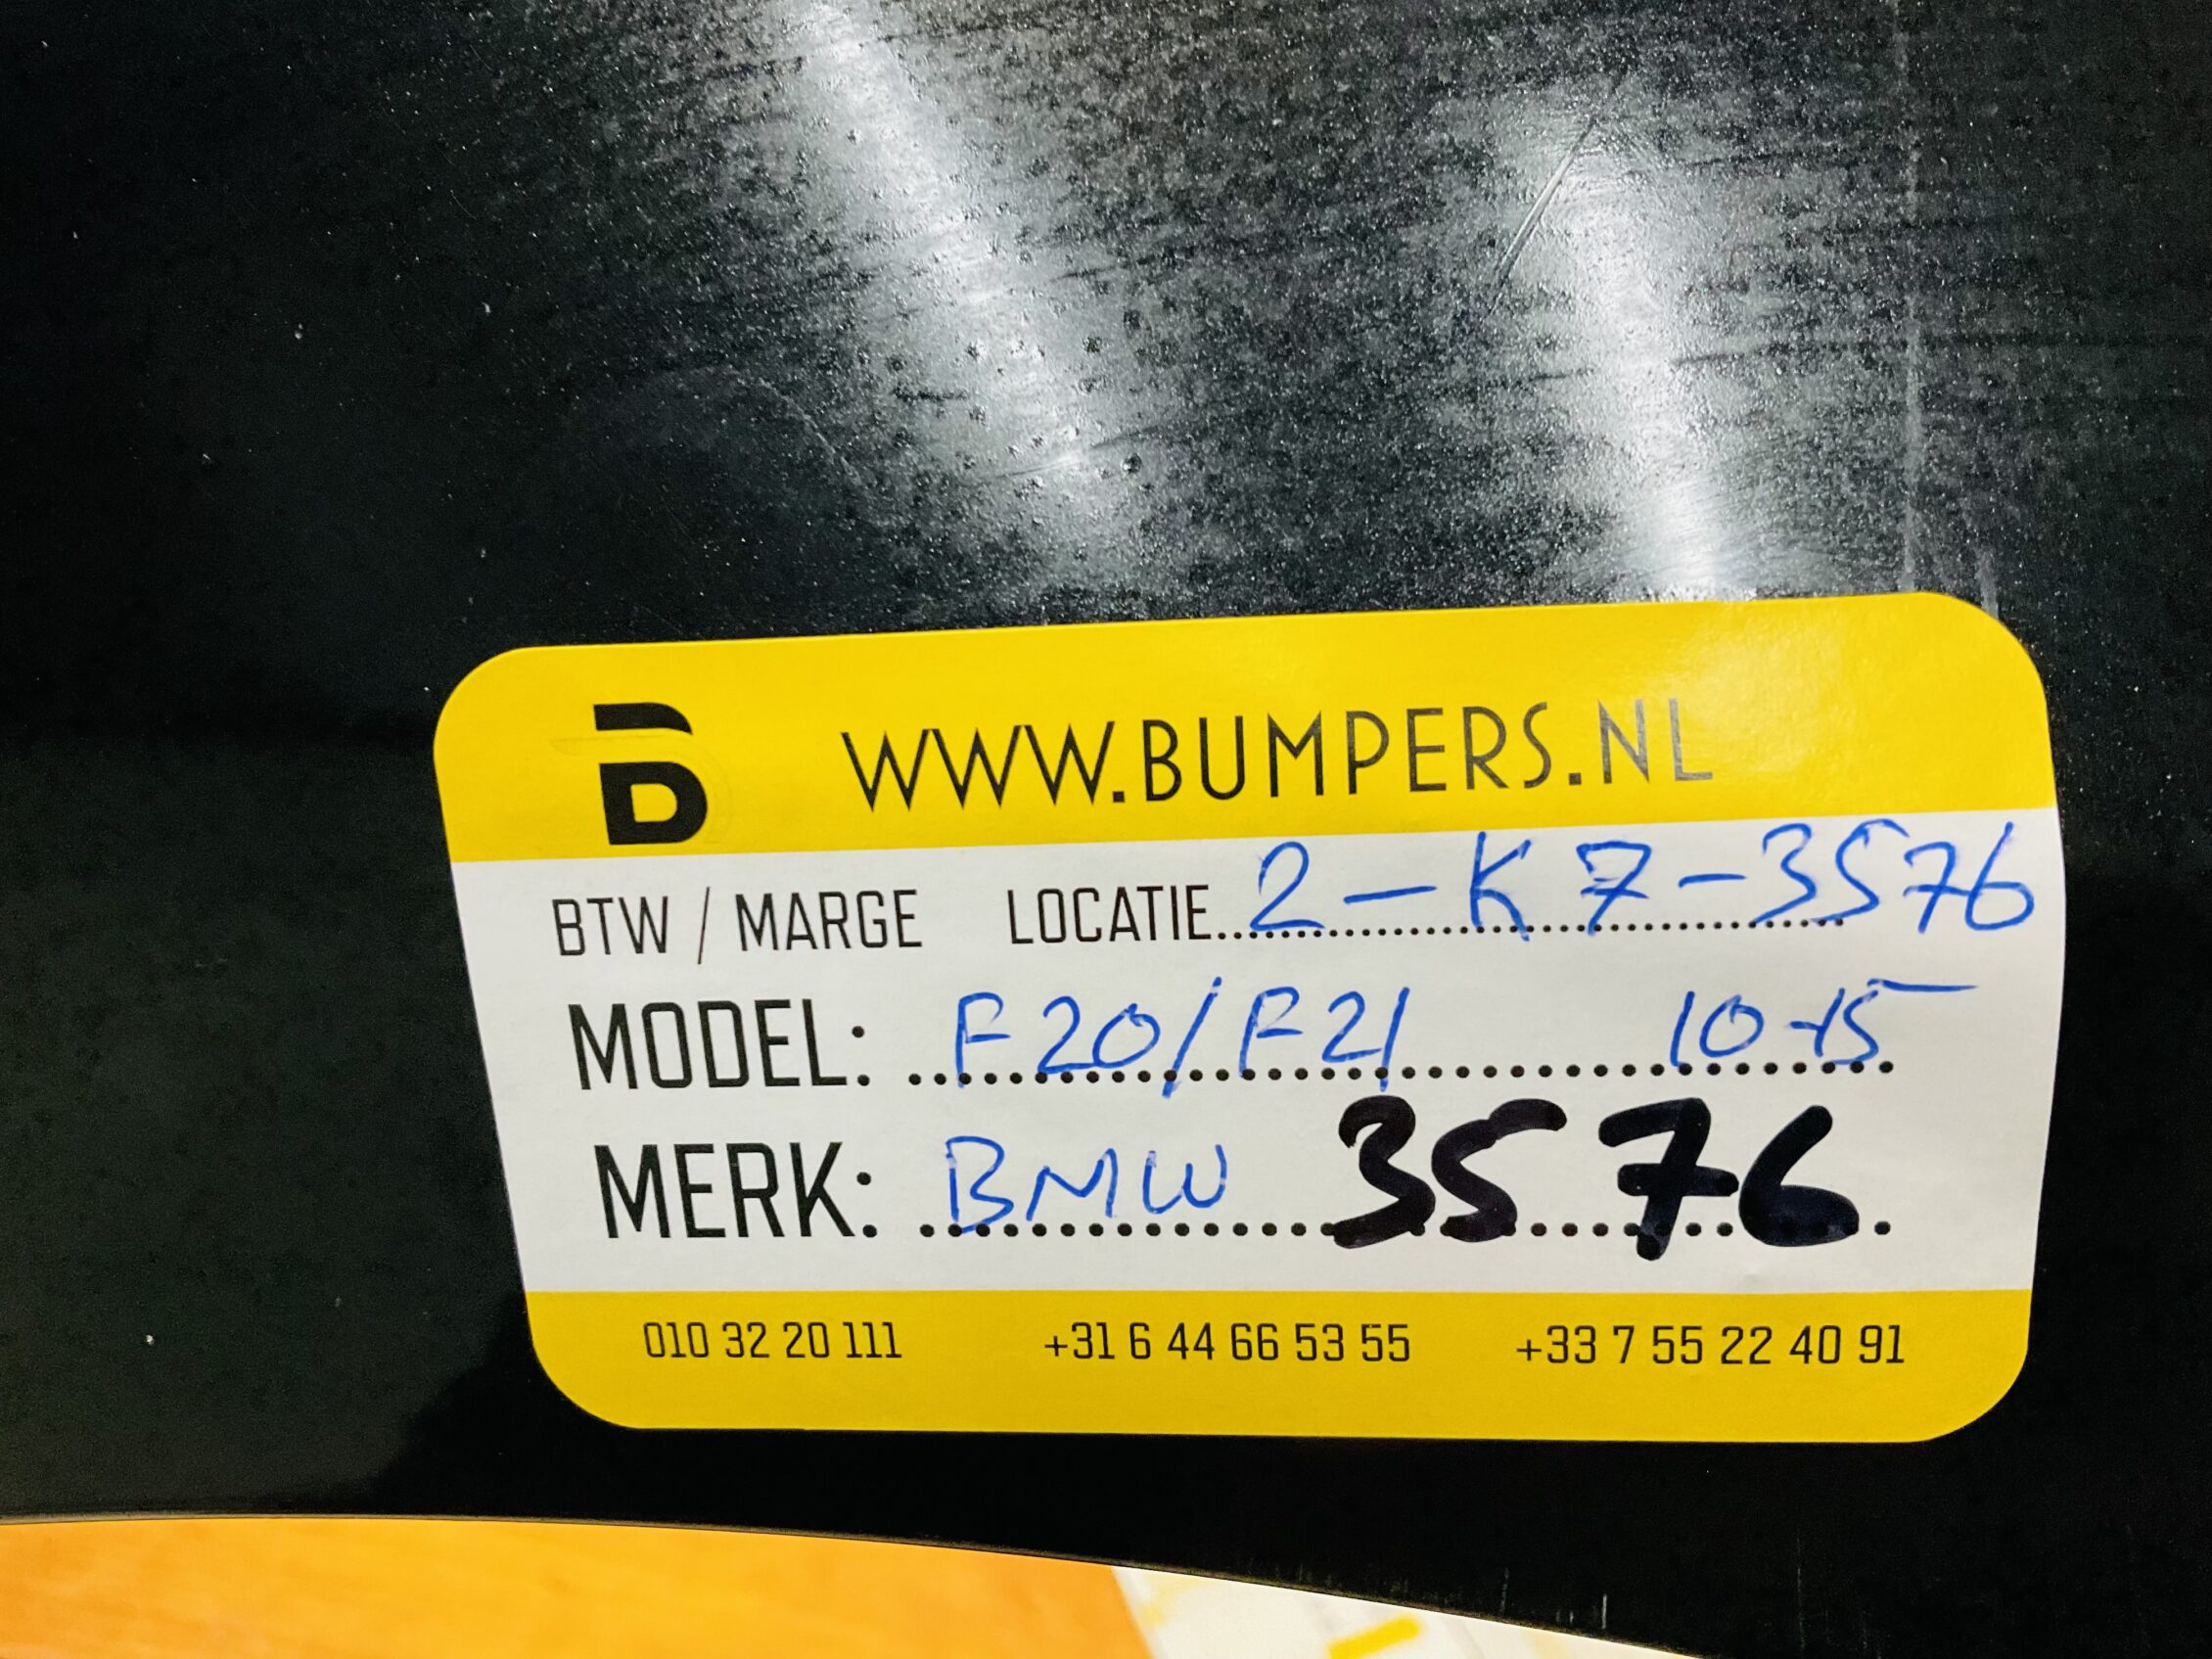 B WWW.BUMPERS.NL
BTW / MARGE LOCATIE 2-K7-3576
MODEL: F20/F21 10-15
MERK: BMW 3576
010 32 20 111 +31 6 44 66 53 55 +33 7 55 22 40 91